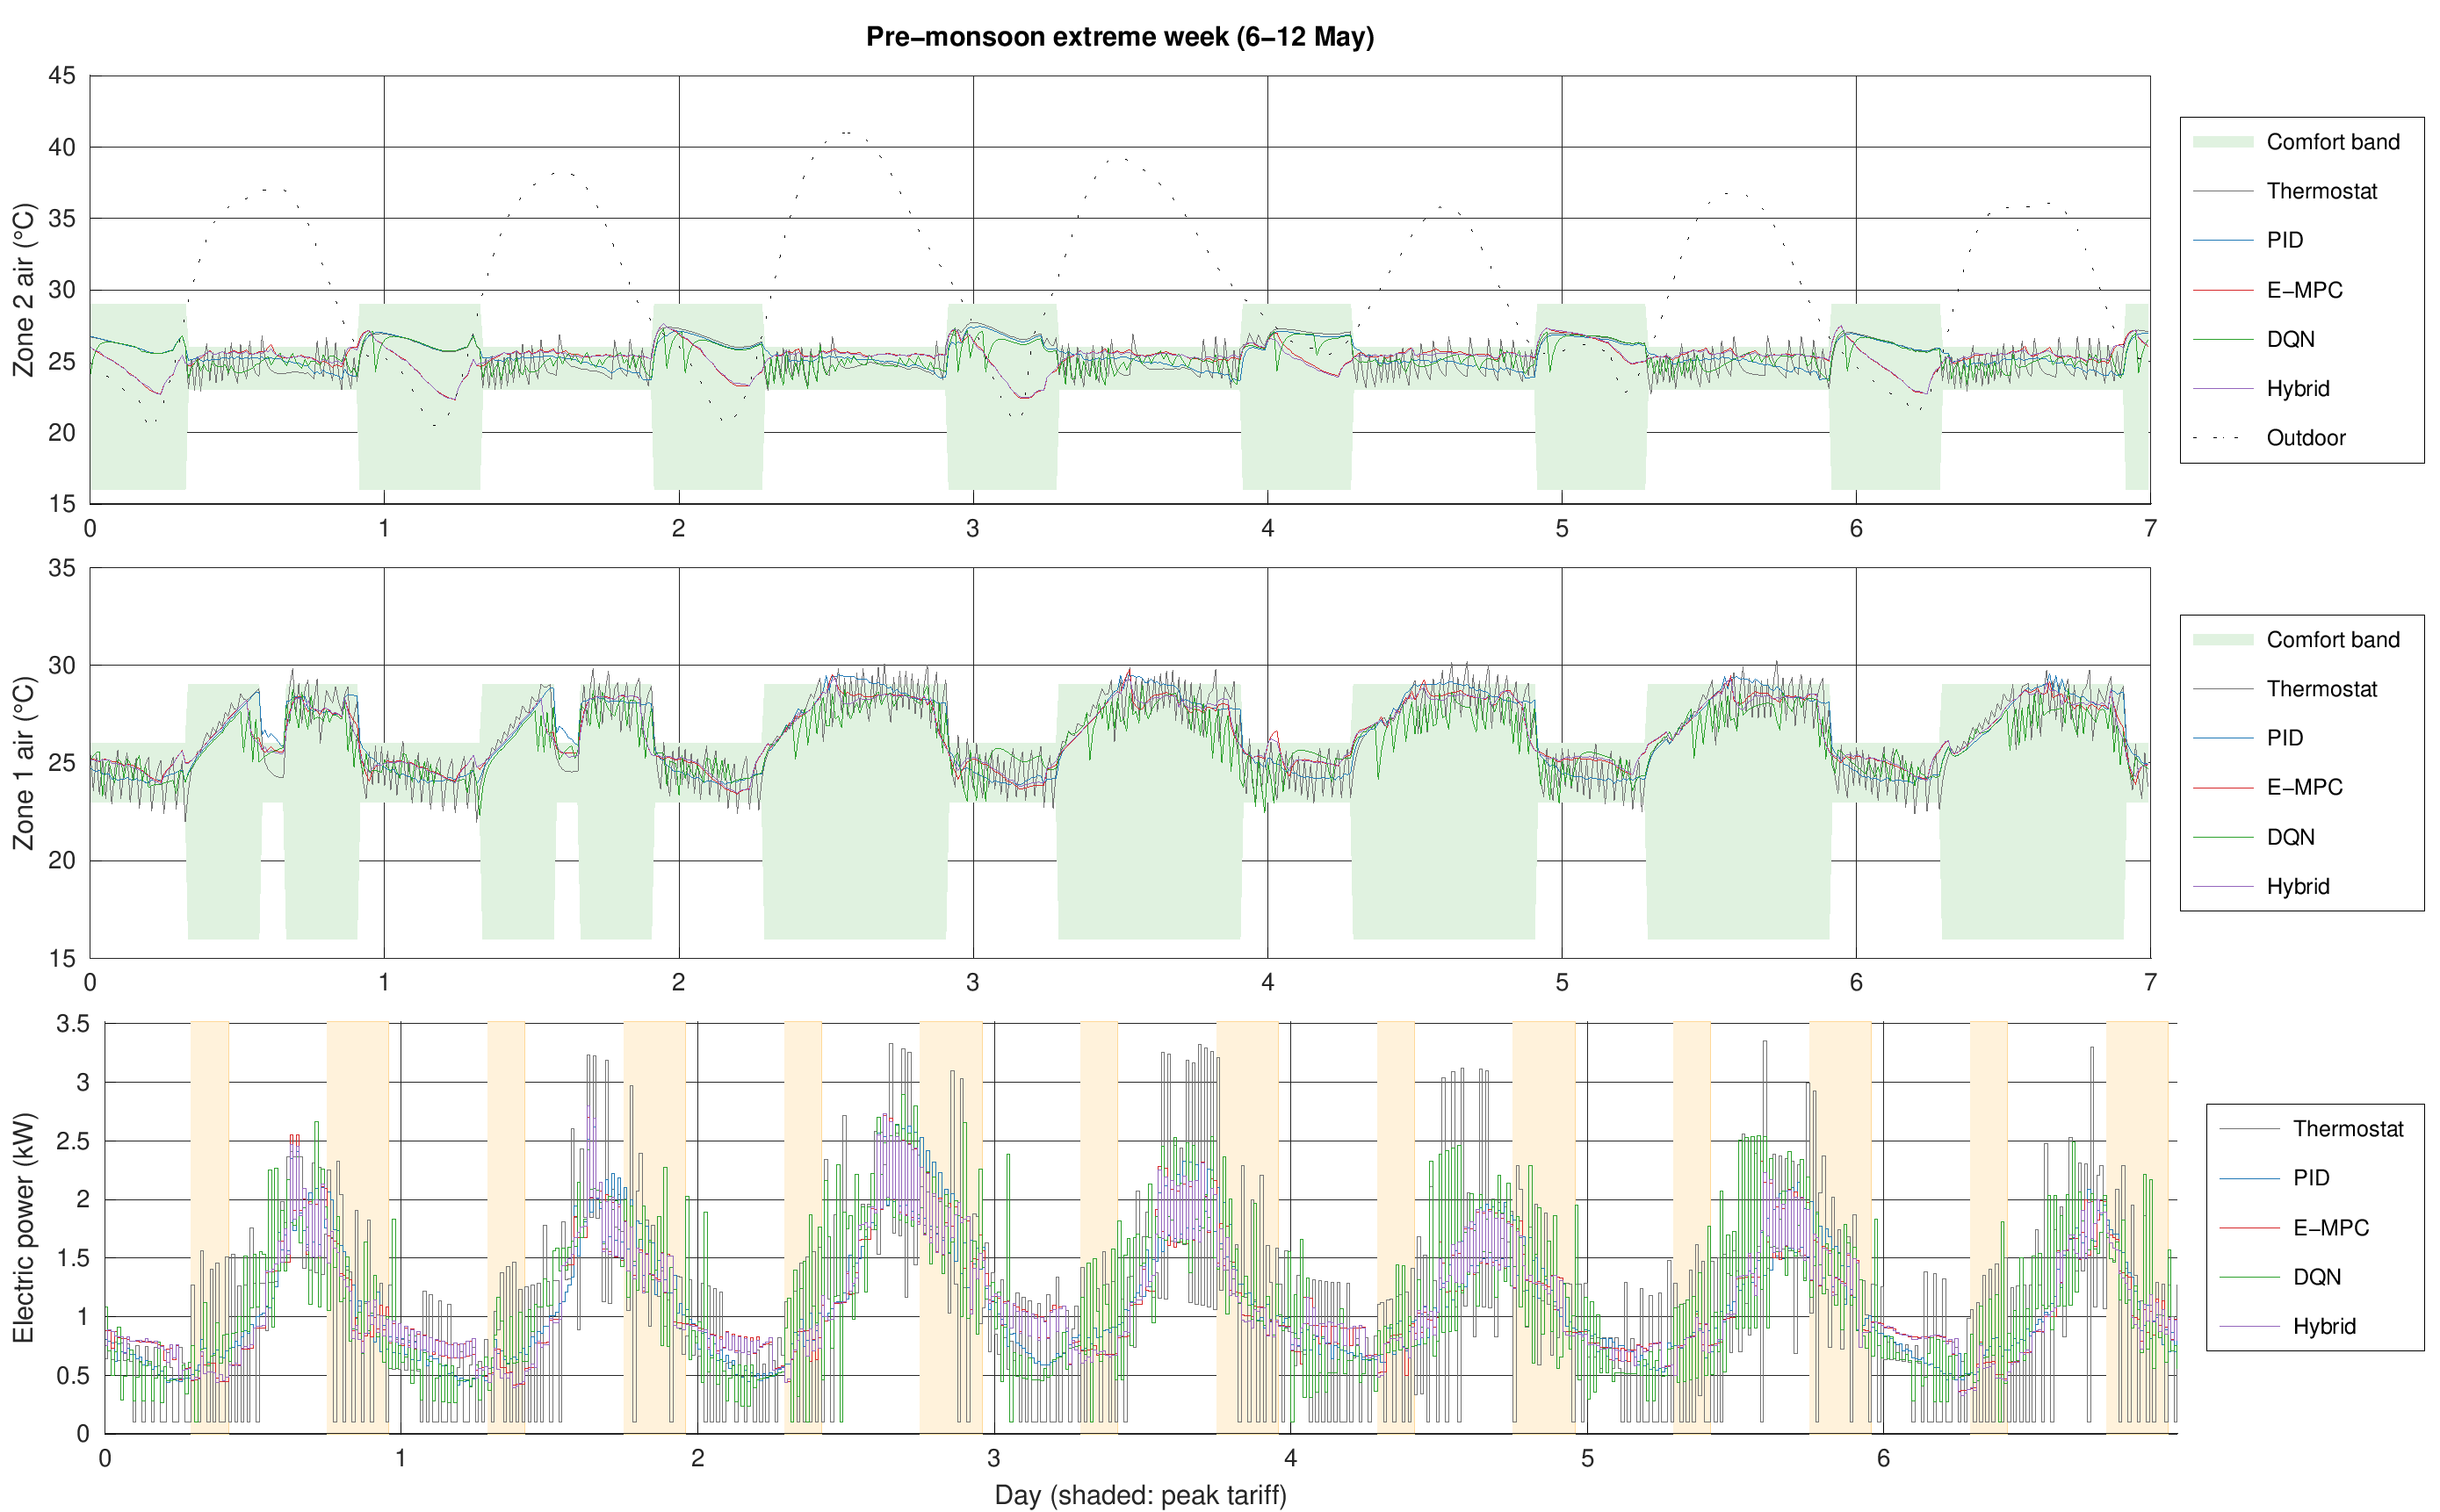 Pre−monsoon extreme week (6−12 May)
45
40
35
30
25
20
15
Zone 2 air (°C)
0 1 2 3 4 5 6 7
Comfort band
Thermostat
PID
E−MPC
DQN
Hybrid
Outdoor
35
30
25
20
15
Zone 1 air (°C)
0 1 2 3 4 5 6 7
Comfort band
Thermostat
PID
E−MPC
DQN
Hybrid
3.5
3
2.5
2
1.5
1
0.5
0
Electric power (kW)
0 1 2 3 4 5 6
Day (shaded: peak tariff)
Thermostat
PID
E−MPC
DQN
Hybrid